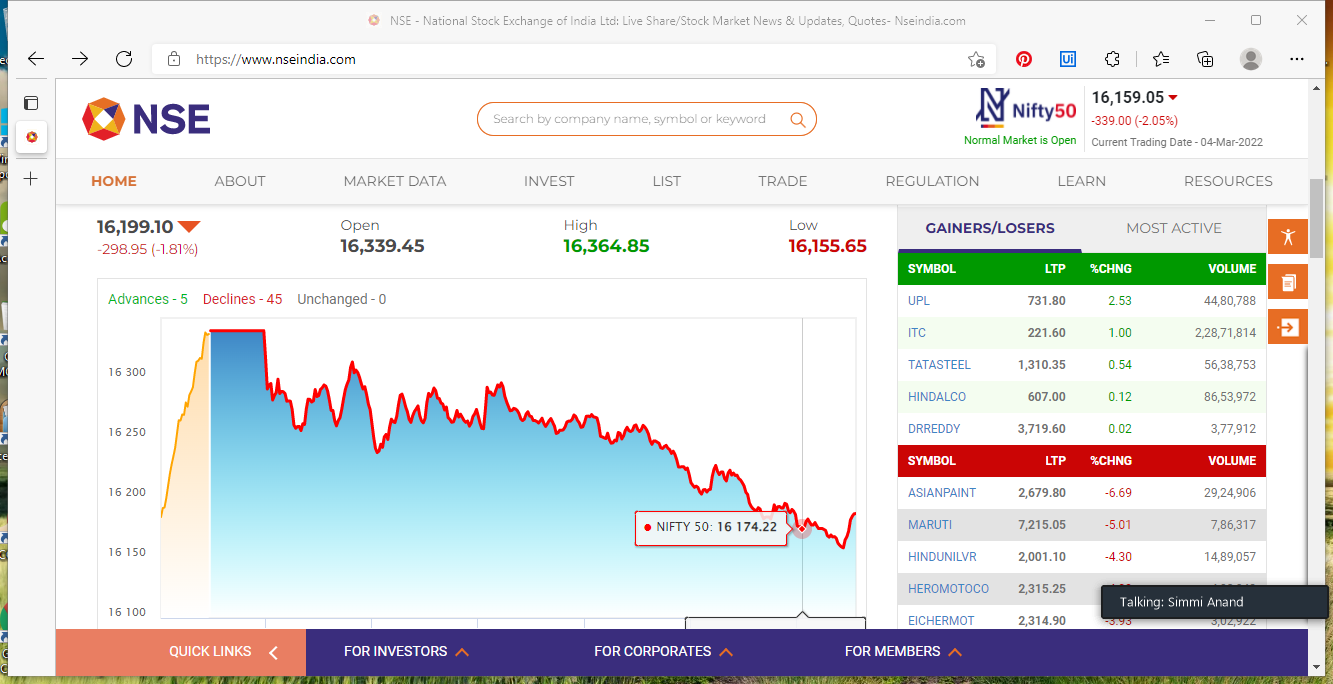 NSE - National Stock Exchange of India Ltd: Live Share/Stock Market News & Updates, Quotes- Nseindia.com
https://www.nseindia.com
Ui
NSE
Search by company name, symbol or keyword
Nifty50
Normal Market is Open
16,159.05
-339.00 (-2.05%)
Current Trading Date - 04-Mar-2022
HOME ABOUT MARKET DATA INVEST LIST TRADE REGULATION LEARN RESOURCES
16,199.10
-298.95 (-1.81%)
Open
16,339.45
High
16,364.85
Low
16,155.65
Advances - 5 Declines - 45 Unchanged - 0
16 300
16 250
16 200
16 150
16 100
NIFTY 50: 16 174.22
GAINERS/LOSERS MOST ACTIVE
SYMBOL LTP %CHNG VOLUME
UPL 731.80 2.53 44,80,788
ITC 221.60 1.00 2,28,71,814
TATASTEEL 1,310.35 0.54 56,38,753
HINDALCO 607.00 0.12 86,53,972
DRREDDY 3,719.60 0.02 3,77,912
SYMBOL LTP %CHNG VOLUME
ASIANPAINT 2,679.80 -6.69 29,24,906
MARUTI 7,215.05 -5.01 7,86,317
HINDUNILVR 2,001.10 -4.30 14,89,057
HEROMOTOCO 2,315.25
Talking: Simmi Anand
EICHERMOT 2,314.90 -3.93 3,02,922
QUICK LINKS FOR INVESTORS FOR CORPORATES FOR MEMBERS